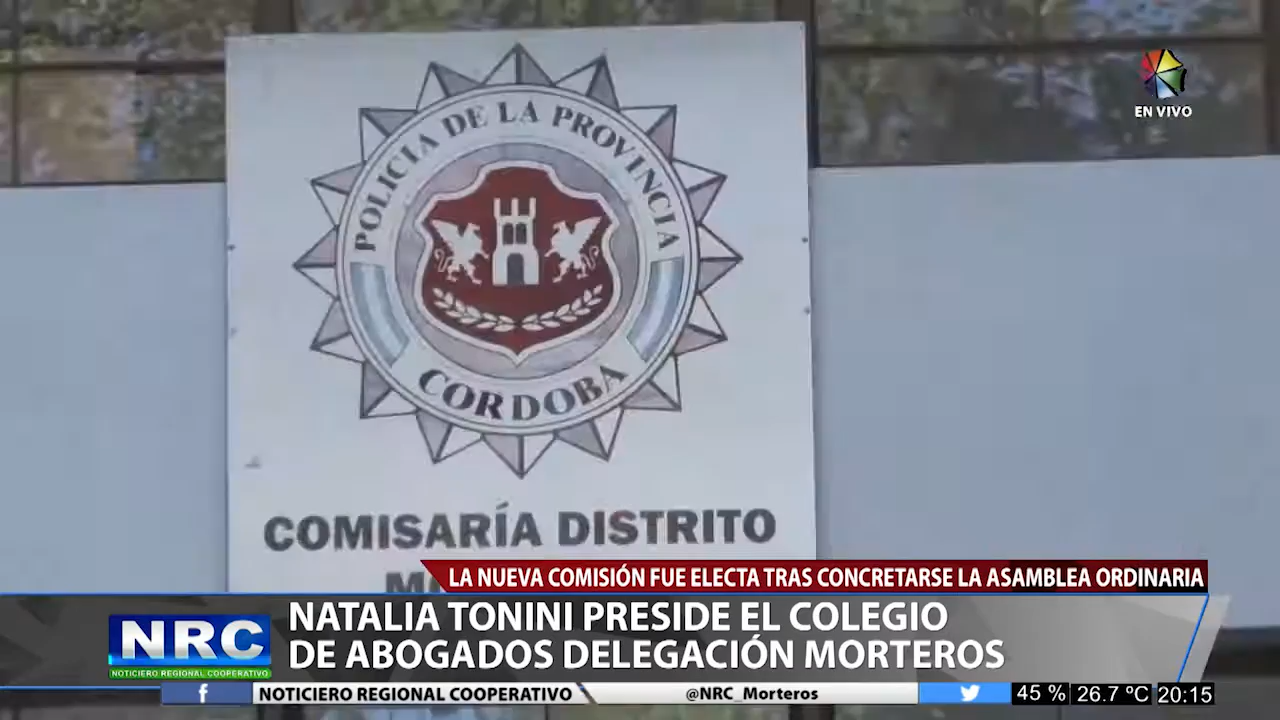 POLICIA DE LA PROVINCIA
CORDOBA
EN VIVO
COMISARÍA DISTRITO
LA NUEVA COMISIÓN FUE ELECTA TRAS CONCRETARSE LA ASAMBLEA ORDINARIA
NATALIA TONINI PRESIDE EL COLEGIO
DE ABOGADOS DELEGACIÓN MORTEROS
NRC
NOTICIERO REGIONAL COOPERATIVO
f NOTICIERO REGIONAL COOPERATIVO @NRC_Morteros 45 % 26.7 ºC 20:15